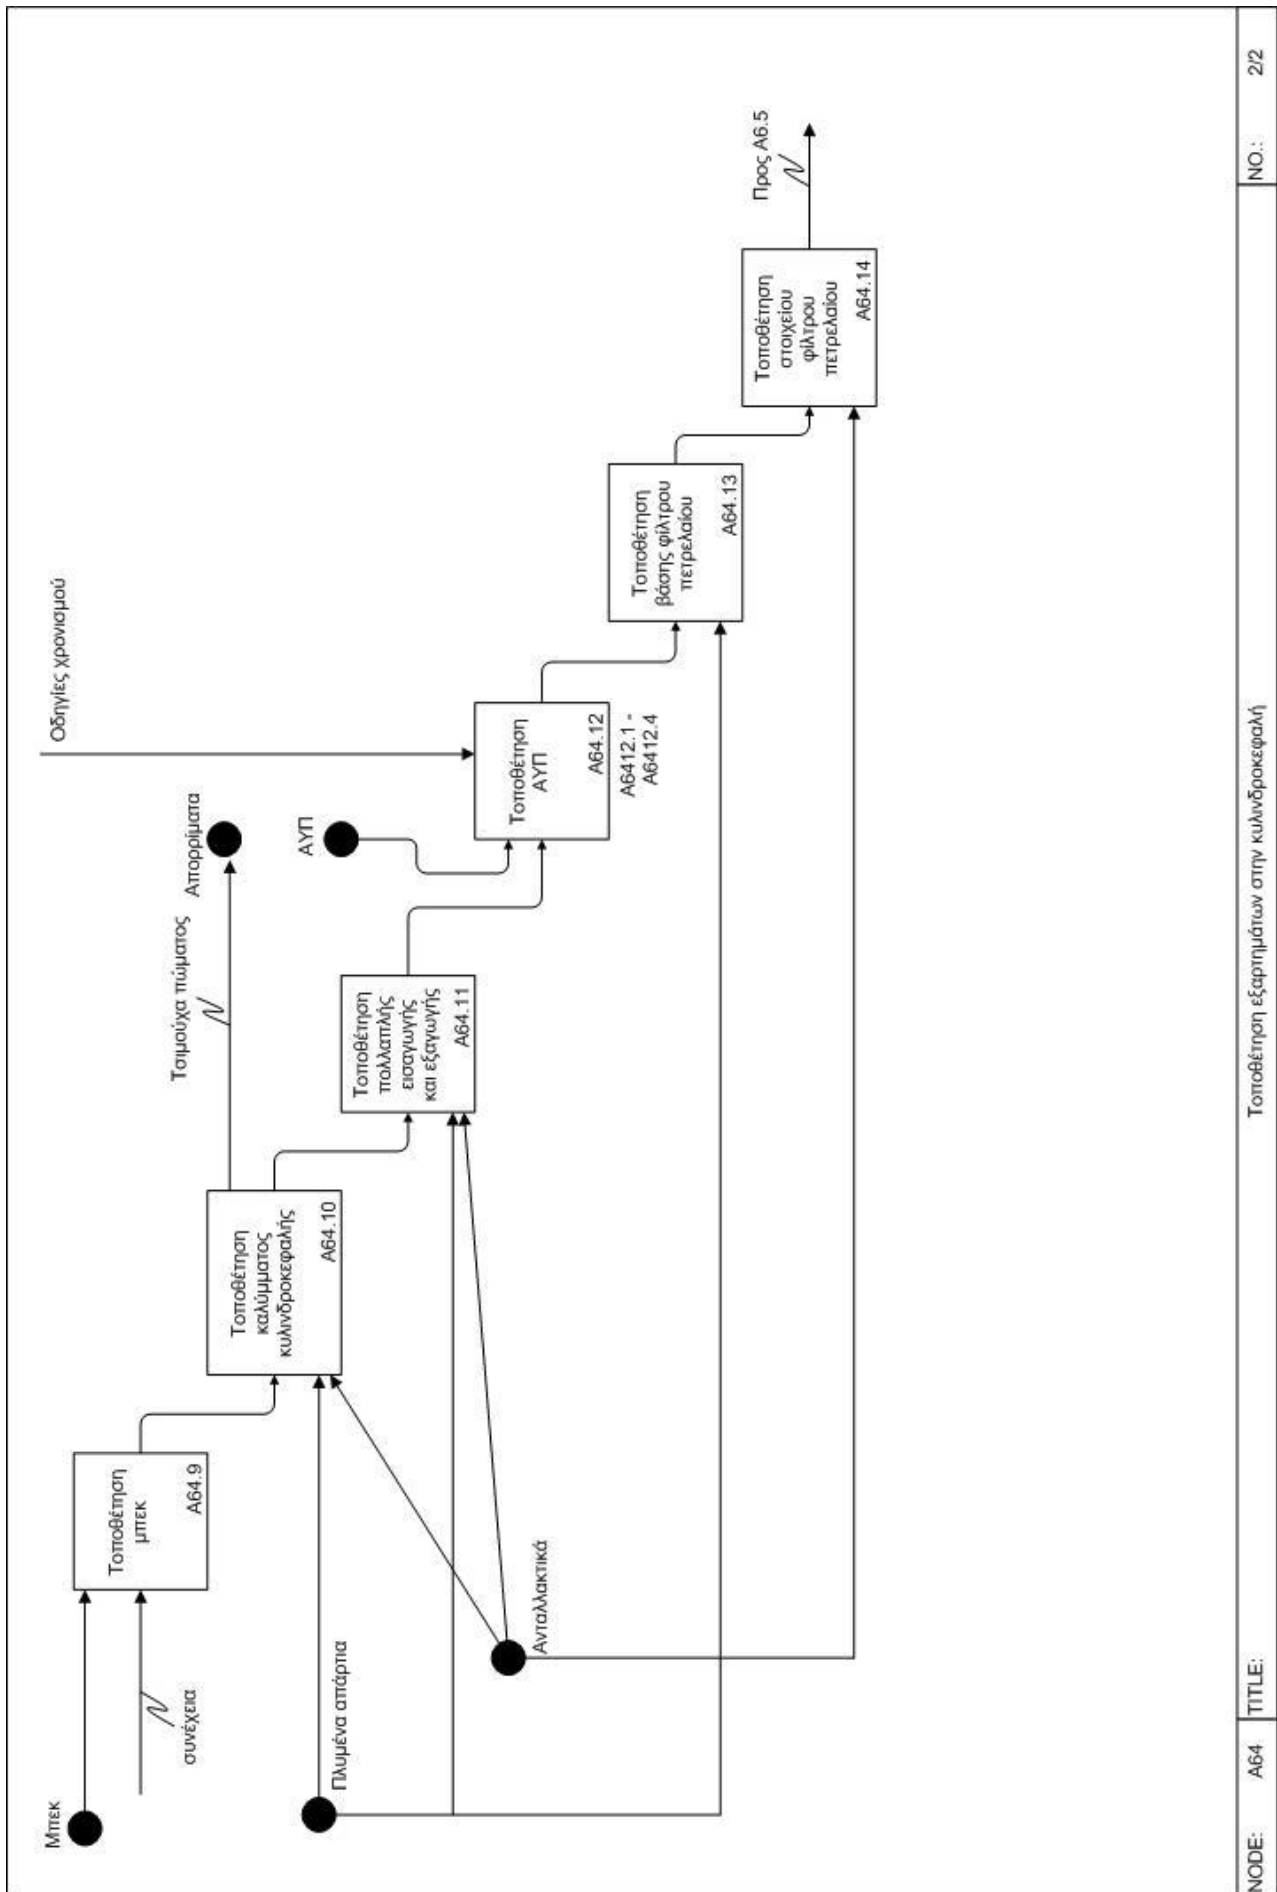 Μπεκ
συνέχεια
Τοποθέτηση
μπεκ
A64.9
Πλυμένα απάρτια
Τοποθέτηση
καλύμματος
κυλινδροκεφαλής
A64.10
Τσιμούχα πώματος
Απορρίματα
Ανταλλακτικά
Τοποθέτηση
πολλαπλής
εισαγωγής
και εξαγωγής
A64.11
ΑΥΠ
Οδηγίες χρονισμού
Τοποθέτηση
ΑΥΠ
A64.12
A6412.1 -
A6412.4
Τοποθέτηση
βάσης φίλτρου
πετρελαίου
A64.13
Τοποθέτηση
στοιχείου
φίλτρου
πετρελαίου
A64.14
Προς A6.5
NODE: A64
TITLE: Τοποθέτηση εξαρτημάτων στην κυλινδροκεφαλή
NO.: 2/2